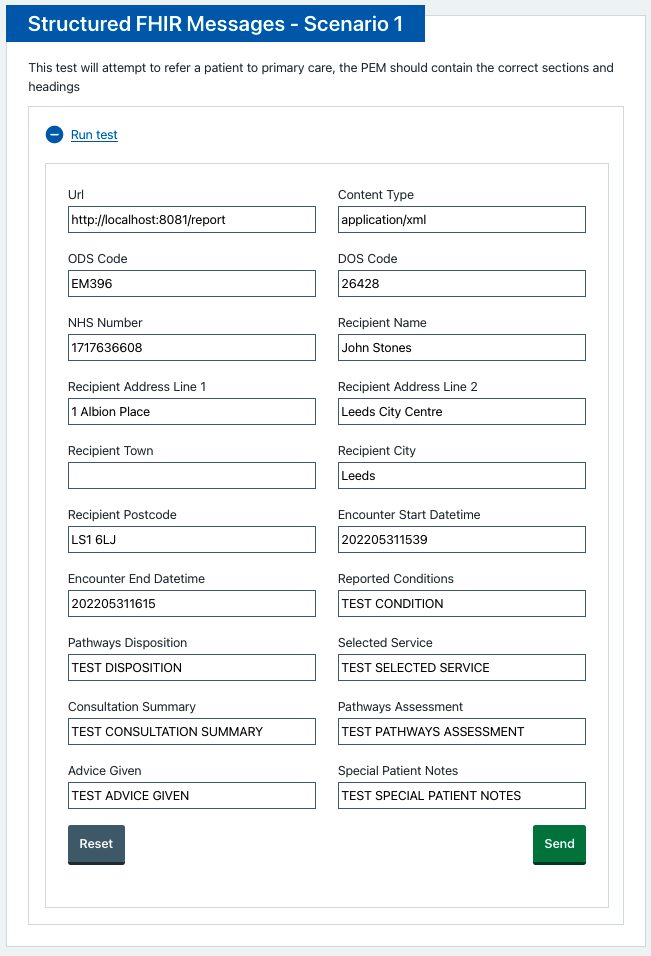 Structured FHIR Messages - Scenario 1
This test will attempt to refer a patient to primary care, the PEM should contain the correct sections and
headings
Run test
Url
Content Type
http://localhost:8081/report
application/xml
ODS Code
DOS Code
EM396
26428
NHS Number
Recipient Name
1717636608
John Stones
Recipient Address Line 1
Recipient Address Line 2
1 Albion Place
Leeds City Centre
Recipient Town
Recipient City
Leeds
Recipient Postcode
Encounter Start Datetime
LS1 6LJ
202205311539
Encounter End Datetime
Reported Conditions
202205311615
TEST CONDITION
Pathways Disposition
Selected Service
TEST DISPOSITION
TEST SELECTED SERVICE
Consultation Summary
Pathways Assessment
TEST CONSULTATION SUMMARY
TEST PATHWAYS ASSESSMENT
Advice Given
Special Patient Notes
TEST ADVICE GIVEN
TEST SPECIAL PATIENT NOTES
Reset
Send